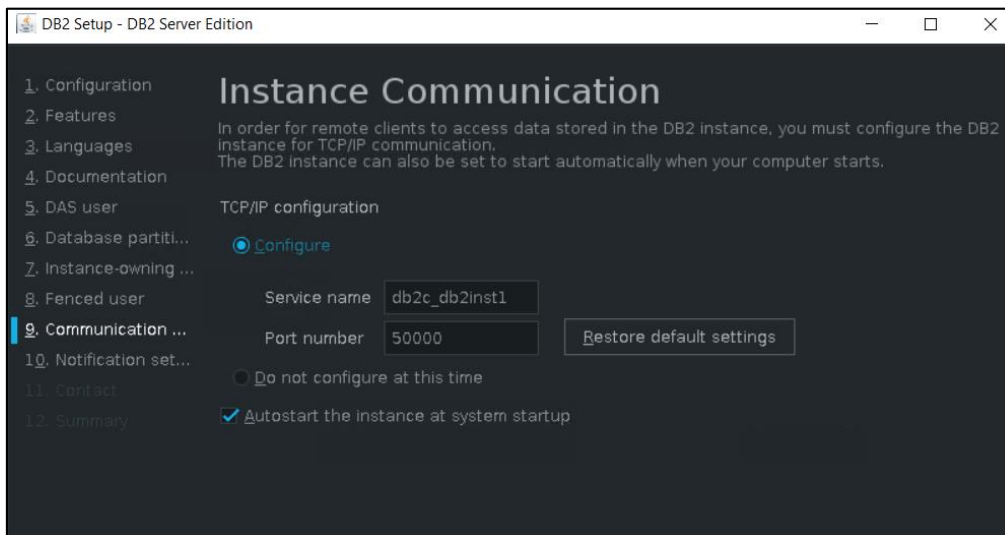 DB2 Setup - DB2 Server Edition
1. Configuration
2. Features
3. Languages
4. Documentation
5. DAS user
6. Database partiti...
7. Instance-owning ...
8. Fenced user
9. Communication ...
10. Notification set...
11. Contact
12. Summary
Instance Communication
In order for remote clients to access data stored in the DB2 instance, you must configure the DB2
instance for TCP/IP communication.
The DB2 instance can also be set to start automatically when your computer starts.
TCP/IP configuration
Configure
Service name db2c_db2inst1
Port number 50000 Restore default settings
Do not configure at this time
Autostart the instance at system startup